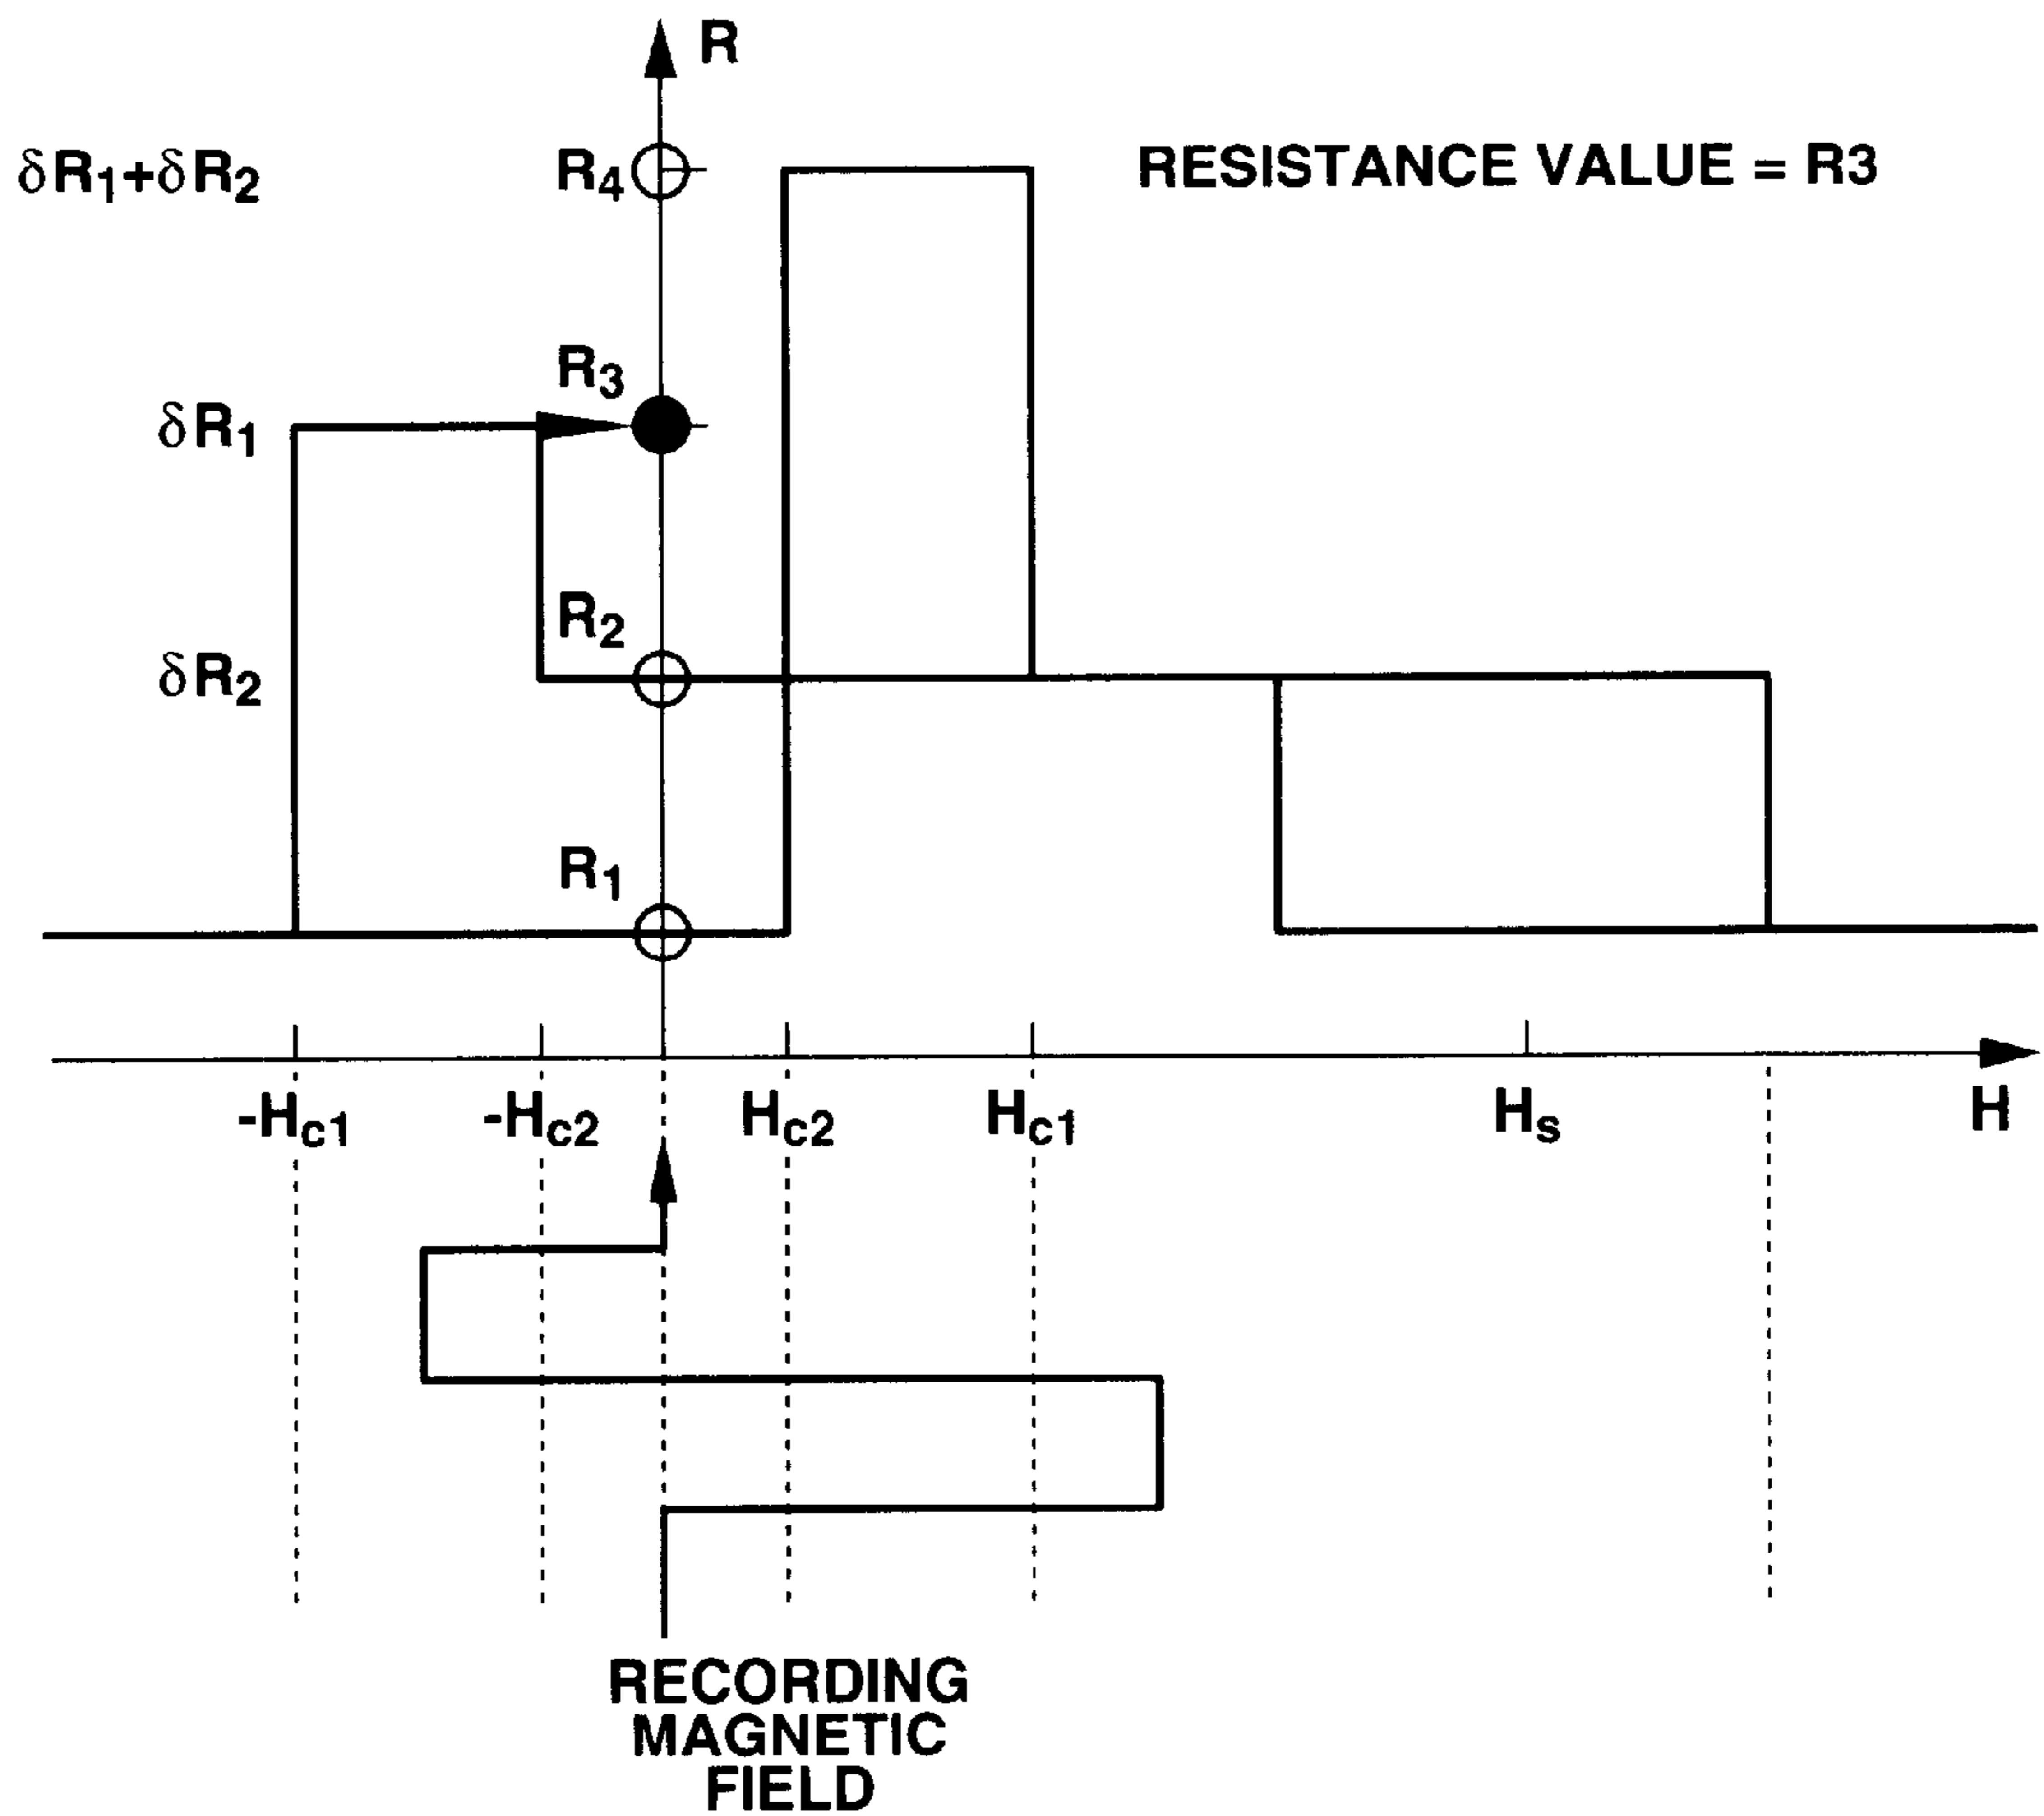 R
δR1+δR2
R4
RESISTANCE VALUE = R3
R3
δR1
R2
δR2
R1
-Hc1
-Hc2
Hc2
Hc1
Hs
H
RECORDING
MAGNETIC
FIELD